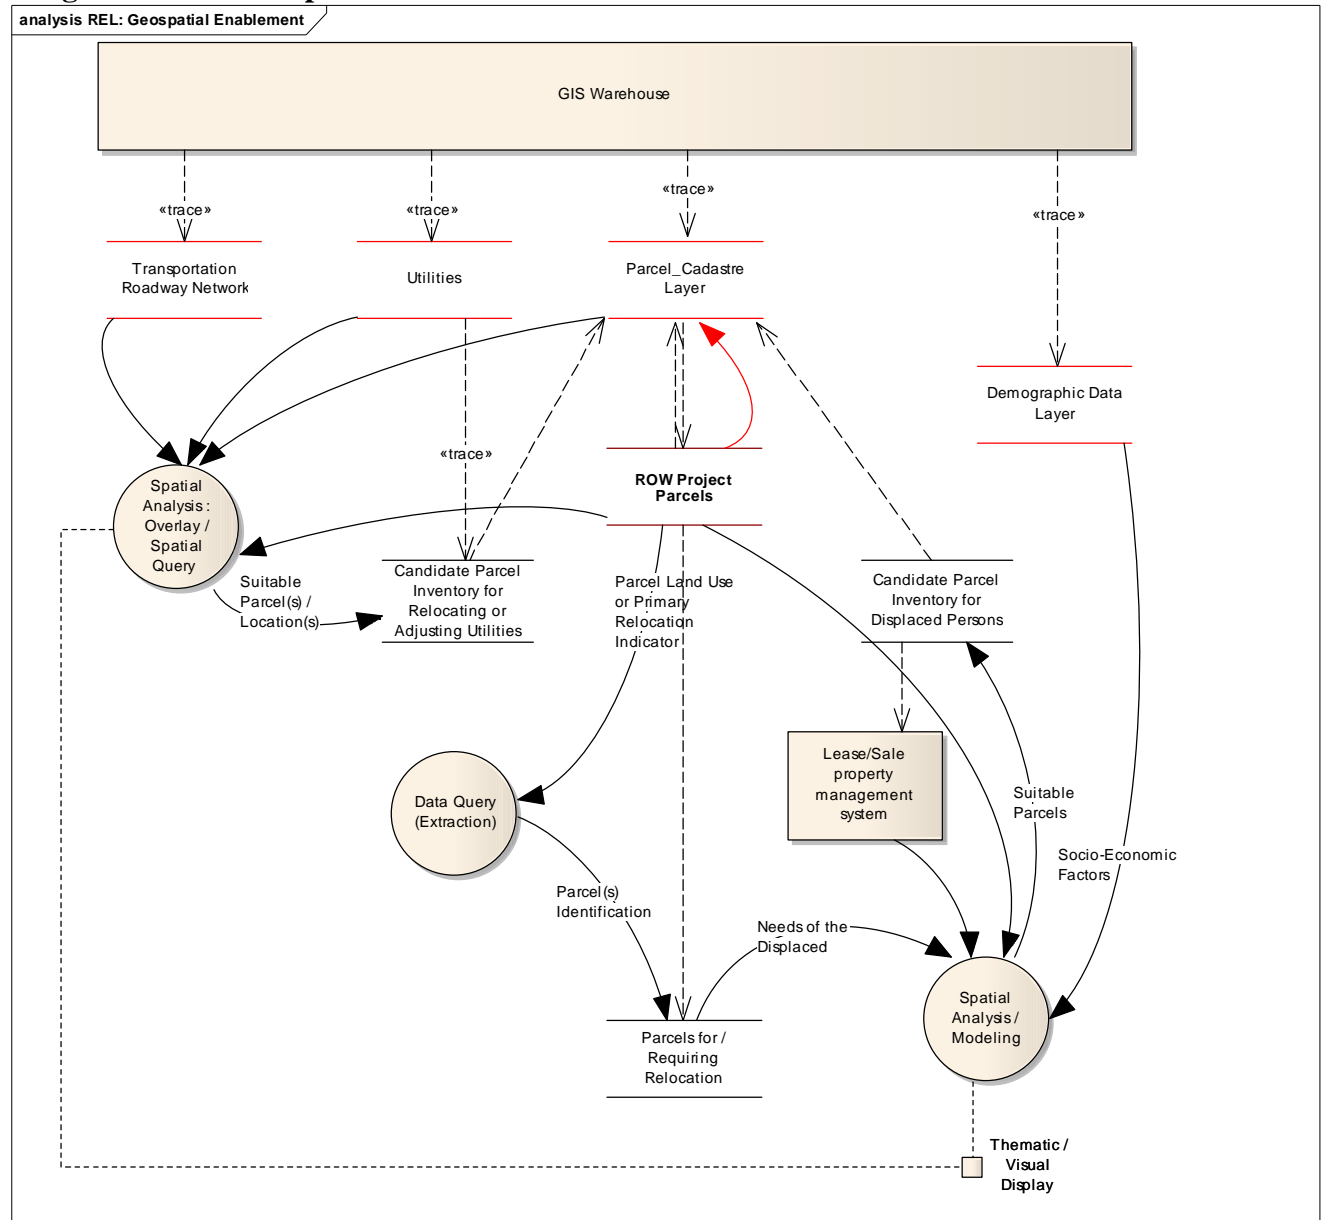 analysis REL: Geospatial Enablement
GIS Warehouse
«trace»
«trace»
«trace»
«trace»
Transportation
Roadway Network
Utilities
Parcel_Cadastre
Layer
Demographic Data
Layer
«trace»
ROW Project
Parcels
Spatial
Analysis :
Overlay /
Spatial
Query
Suitable
Parcel(s) /
Location(s)
Candidate Parcel
Inventory for
Relocating or
Adjusting Utilities
Parcel Land Use
or Primary
Relocation
Indicator
Candidate Parcel
Inventory for
Displaced Persons
Lease/Sale
property
management
system
Data Query
(Extraction)
Suitable
Parcels
Socio-Economic
Factors
Parcel(s)
Identification
Needs of the
Displaced
Spatial
Analysis /
Modeling
Parcels for /
Requiring
Relocation
Thematic /
Visual
Display